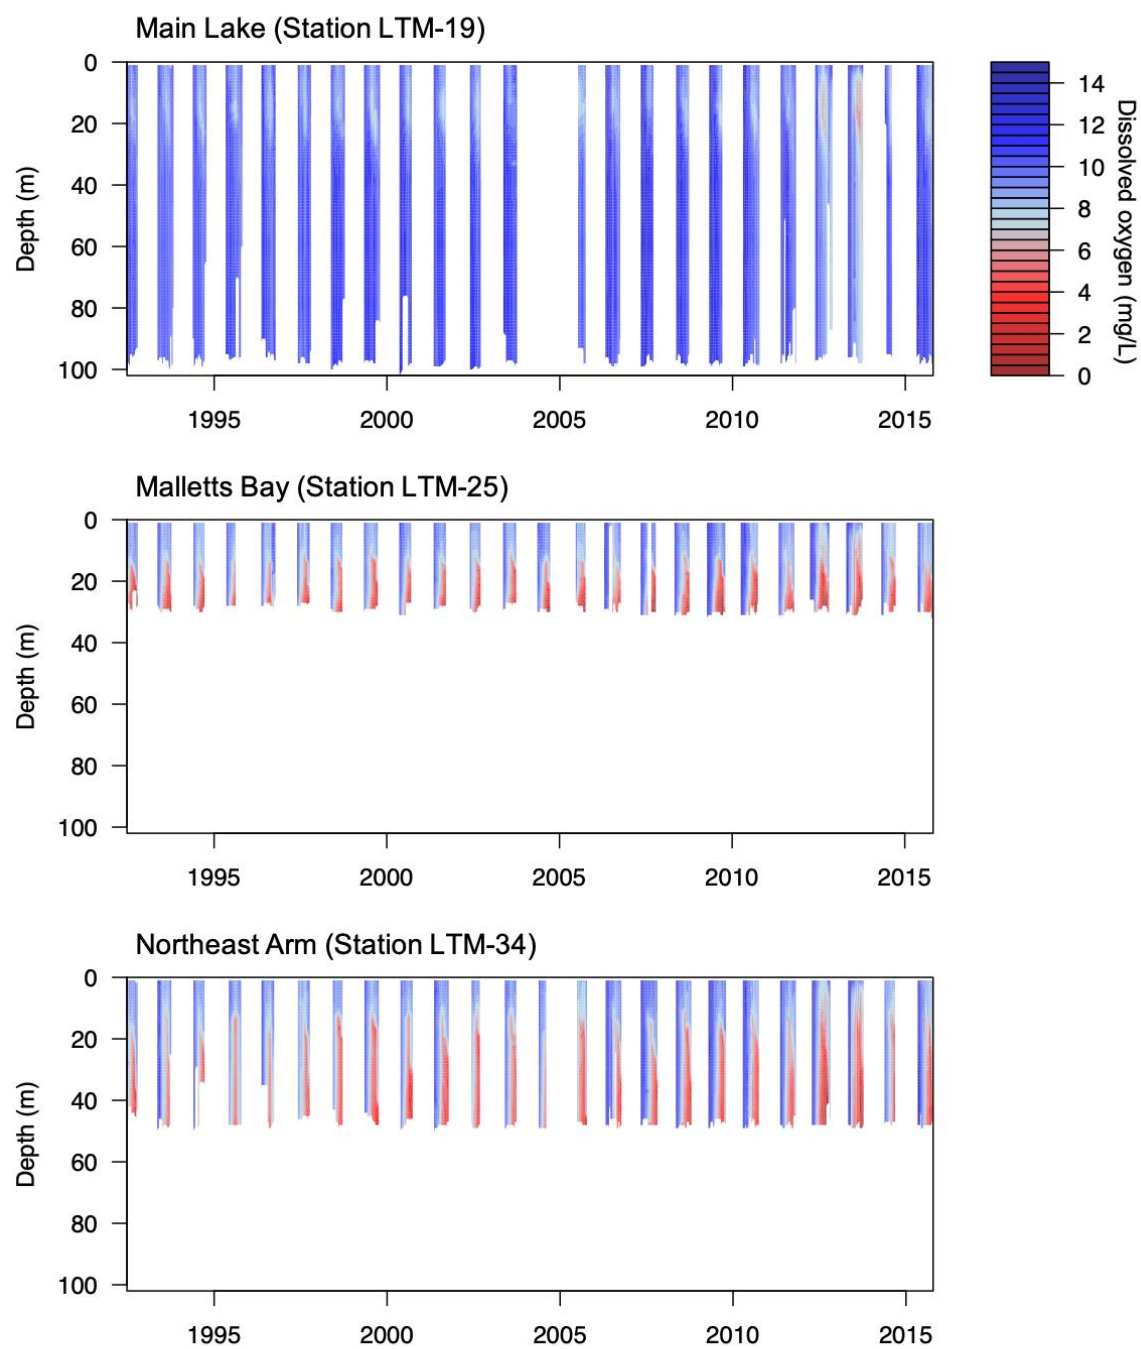 Main Lake (Station LTM-19)
0
20
40
60
80
100
Depth (m)
1995 2000 2005 2010 2015
14
12
10
8
6
4
2
0
Dissolved oxygen (mg/L)
Malletts Bay (Station LTM-25)
0
20
40
60
80
100
Depth (m)
1995 2000 2005 2010 2015
Northeast Arm (Station LTM-34)
0
20
40
60
80
100
Depth (m)
1995 2000 2005 2010 2015